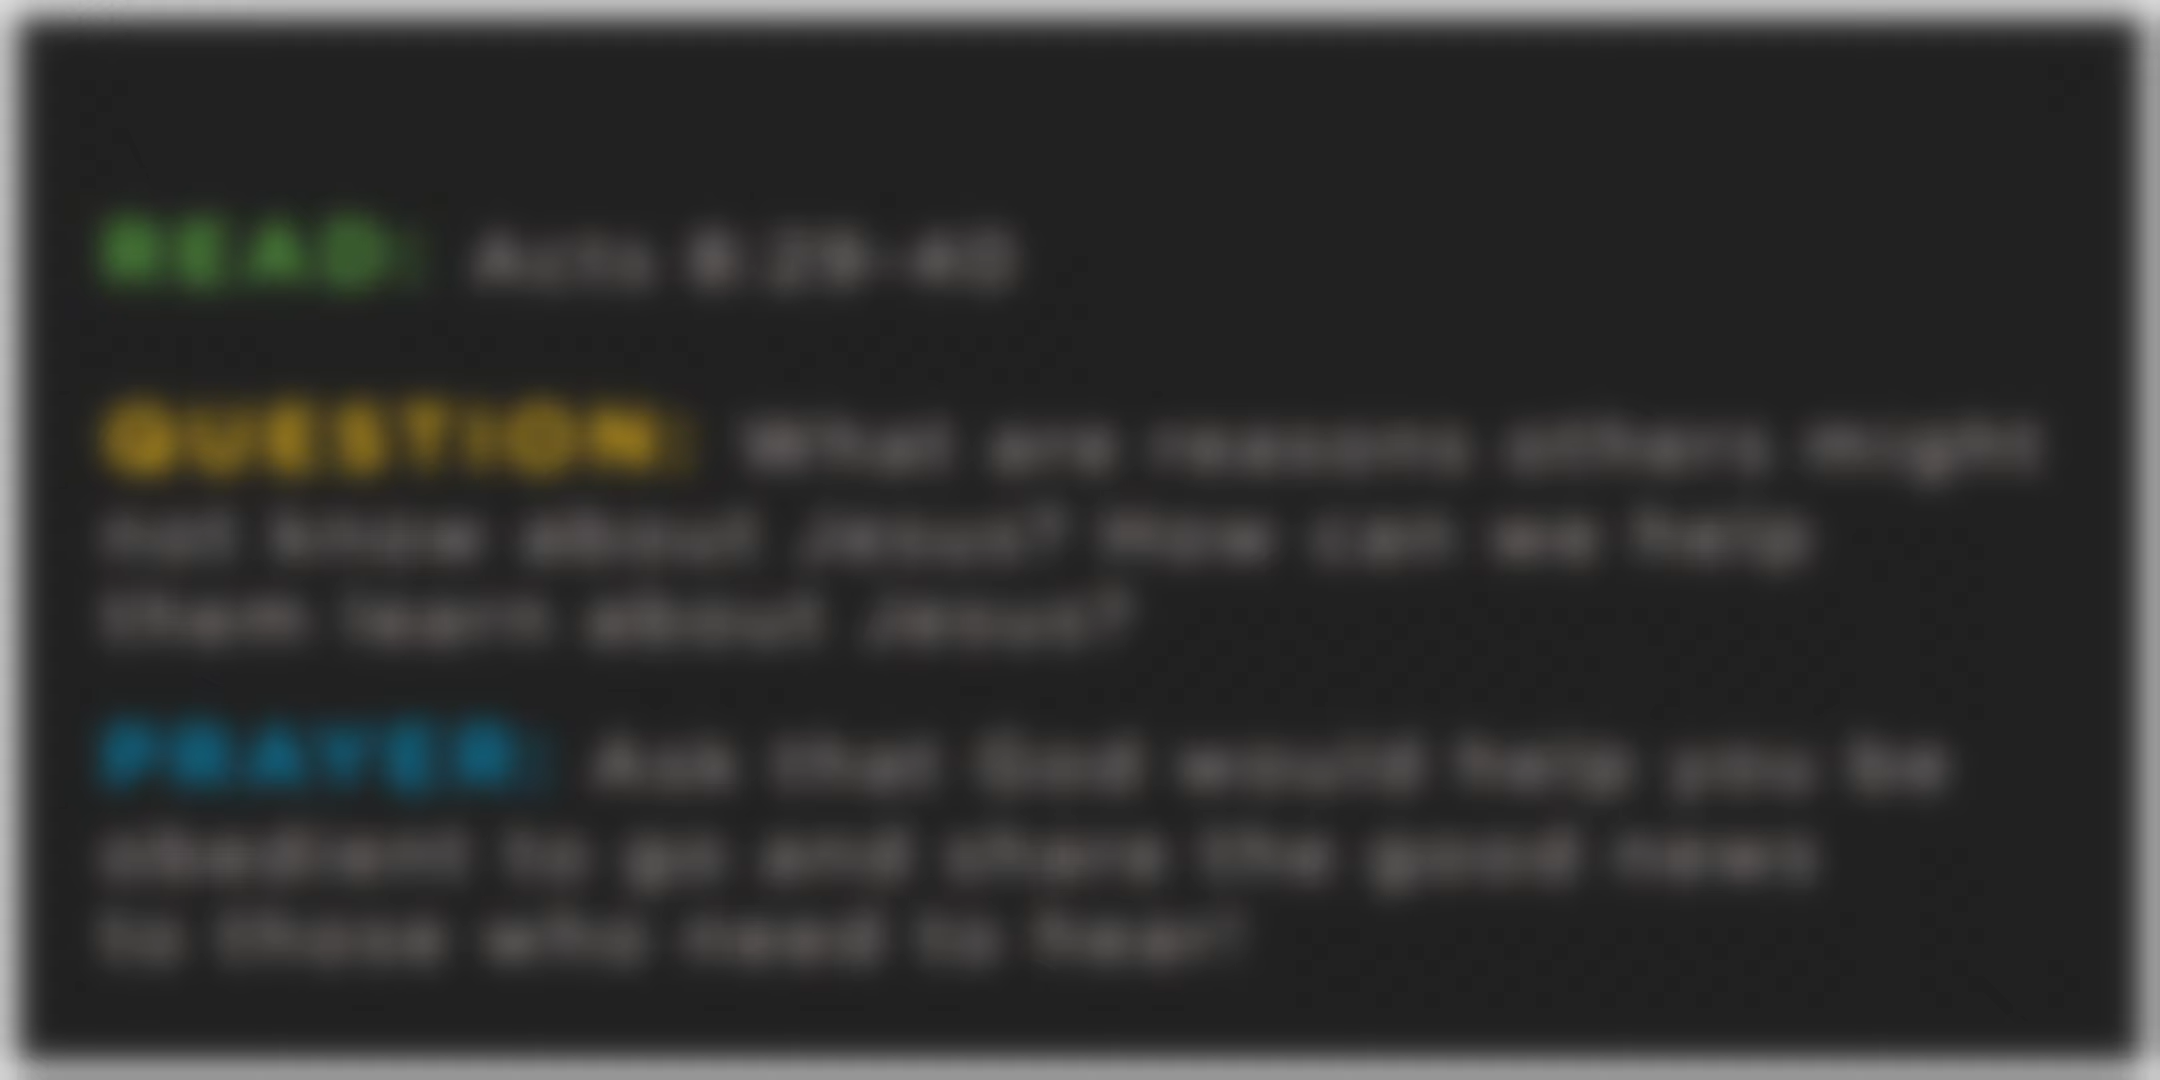 READ: Acts 8:29-40
QUESTION: What are reasons others might
not know about Jesus? How can we help
them learn about Jesus?
PRAYER: Ask that God would help you be
obedient to go and share the good news
to those who need to hear!